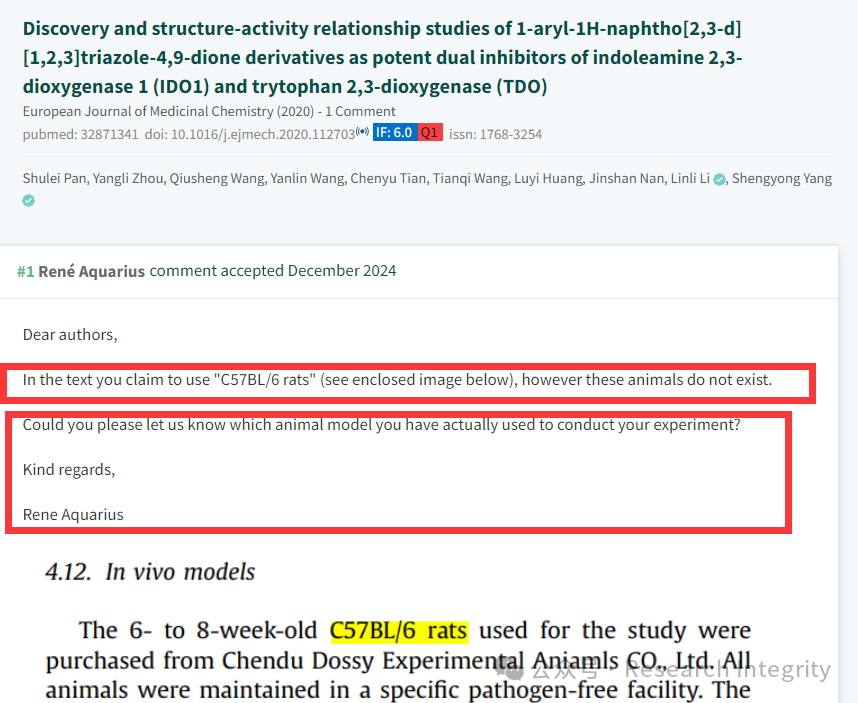 Discovery and structure-activity relationship studies of 1-aryl-1H-naphtho[2,3-d]
[1,2,3]triazole-4,9-dione derivatives as potent dual inhibitors of indoleamine 2,3-
dioxygenase 1 (IDO1) and trytophan 2,3-dioxygenase (TDO)
European Journal of Medicinal Chemistry (2020) - 1 Comment
pubmed: 32871341 doi: 10.1016/j.ejmech.2020.112703 IF: 6.0 Q1 issn: 1768-3254
Shulei Pan, Yangli Zhou, Qiusheng Wang, Yanlin Wang, Chenyu Tian, Tianqi Wang, Luyi Huang, Jinshan Nan, Linli Li , Shengyong Yang
#1 René Aquarius comment accepted December 2024
Dear authors,
In the text you claim to use "C57BL/6 rats" (see enclosed image below), however these animals do not exist.
Could you please let us know which animal model you have actually used to conduct your experiment?
Kind regards,
Rene Aquarius
4.12. In vivo models
The 6- to 8-week-old C57BL/6 rats used for the study were
purchased from Chendu Dossy Experimental Aniamls CO., Ltd. All
animals were maintained in a specific pathogen-free facility. The
公众号 · Research Integrity